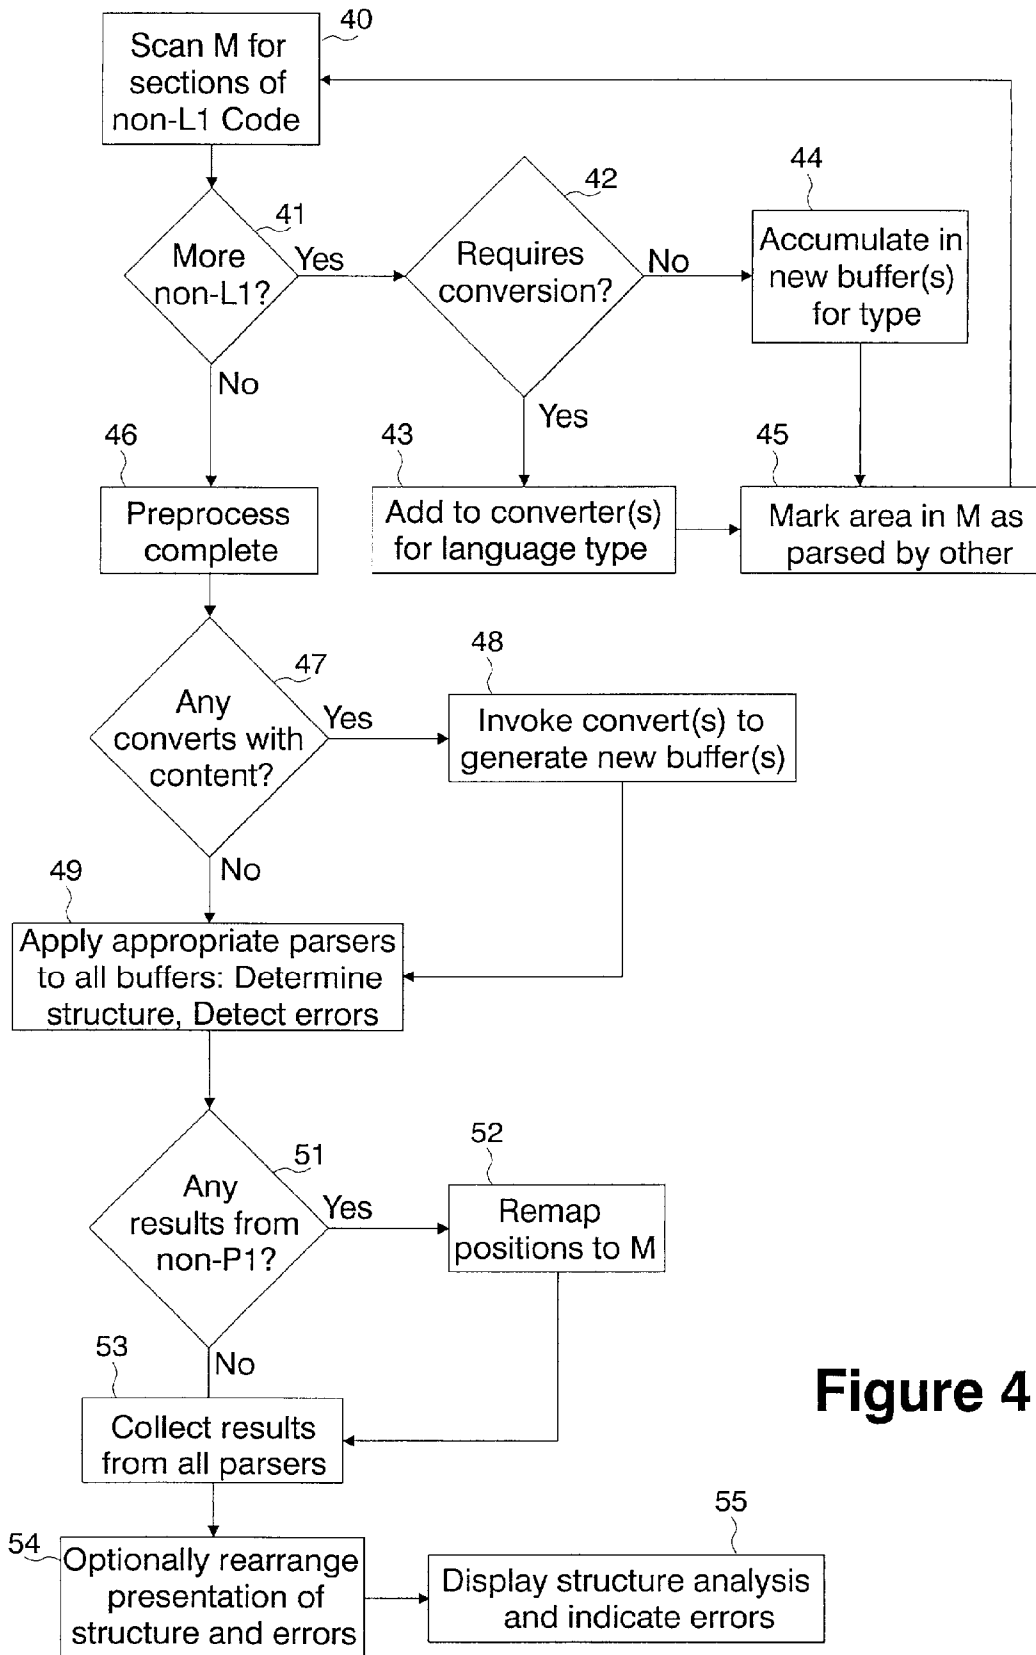 40
Scan M for
sections of
non-L1 Code
41
More
non-L1?
Yes
No
42
Requires
conversion?
No
Yes
44
Accumulate in
new buffer(s)
for type
46
Preprocess
complete
43
Add to converter(s)
for language type
45
Mark area in M as
parsed by other
47
Any
converts with
content?
Yes
No
48
Invoke convert(s) to
generate new buffer(s)
49
Apply appropriate parsers
to all buffers: Determine
structure, Detect errors
51
Any
results from
non-P1?
Yes
No
52
Remap
positions to M
53
Collect results
from all parsers
Figure 4
54
Optionally rearrange
presentation of
structure and errors
55
Display structure analysis
and indicate errors